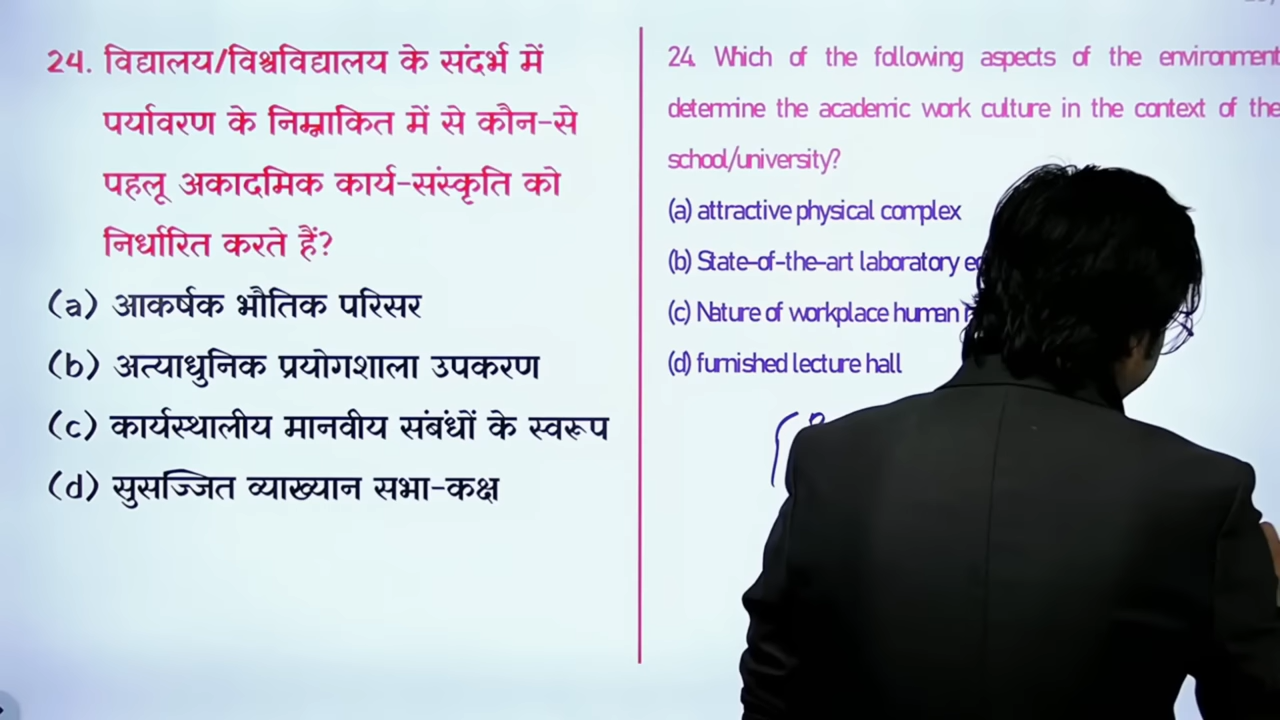 24. विद्यालय/विश्वविद्यालय के संदर्भ में
पर्यावरण के निम्नांकित में से कौन-से
पहलू अकादमिक कार्य-संस्कृति को
निर्धारित करते हैं?
(a) आकर्षक भौतिक परिसर
(b) अत्याधुनिक प्रयोगशाला उपकरण
(c) कार्यस्थालीय मानवीय संबंधों के स्वरूप
(d) सुसज्जित व्याख्यान सभा-कक्ष
24. Which of the following aspects of the environment
determine the academic work culture in the context of the
school/university?
(a) attractive physical complex
(b) State-of-the-art laboratory
(c) Nature of workplace human
(d) furnished lecture hall